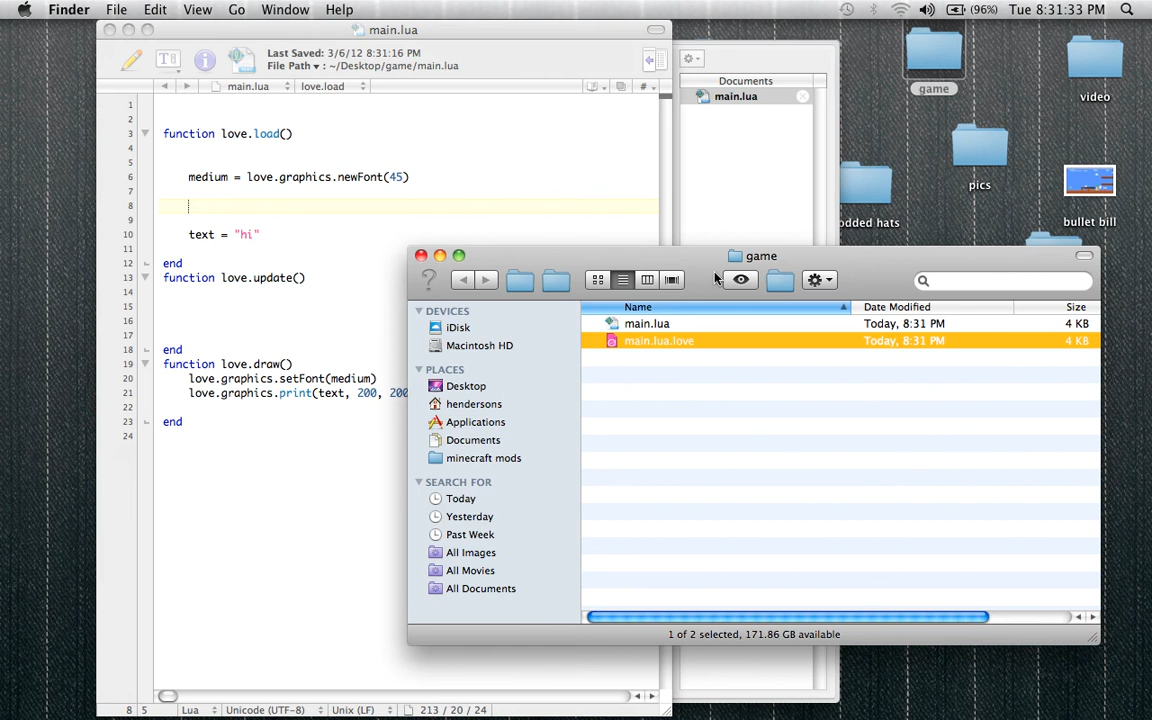 Finder File Edit View Go Window Help
(96%) Tue 8:31:33 PM
main.lua
Last Saved: 3/6/12 8:31:16 PM
File Path ▾ : ~/Desktop/game/main.lua
main.lua love.load
Documents
main.lua
1
2
3 function love.load()
4
5
6 medium = love.graphics.newFont(45)
7
8
9
10 text = "hi"
11
12 end
13 function love.update()
14
15
16
17
18 end
19 function love.draw()
20 love.graphics.setFont(medium)
21 love.graphics.print(text, 200, 200
22
23 end
24
8 5 Lua Unicode (UTF-8) Unix (LF) 213 / 20 / 24
game
video
pics
odded hats
bullet bill
game
DEVICES
iDisk
Macintosh HD
PLACES
Desktop
hendersons
Applications
Documents
minecraft mods
SEARCH FOR
Today
Yesterday
Past Week
All Images
All Movies
All Documents
Name Date Modified Size
main.lua Today, 8:31 PM 4 KB
main.lua.love Today, 8:31 PM 4 KB
1 of 2 selected, 171.86 GB available